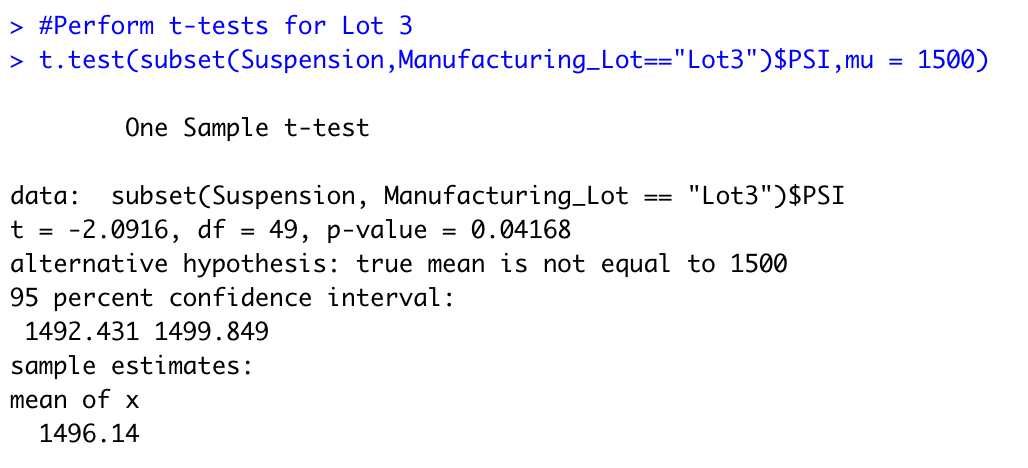 > #Perform t-tests for Lot 3
> t.test(subset(Suspension,Manufacturing_Lot=="Lot3")$PSI,mu = 1500)
One Sample t-test
data:  subset(Suspension, Manufacturing_Lot == "Lot3")$PSI
t = -2.0916, df = 49, p-value = 0.04168
alternative hypothesis: true mean is not equal to 1500
95 percent confidence interval:
 1492.431 1499.849
sample estimates:
mean of x
  1496.14